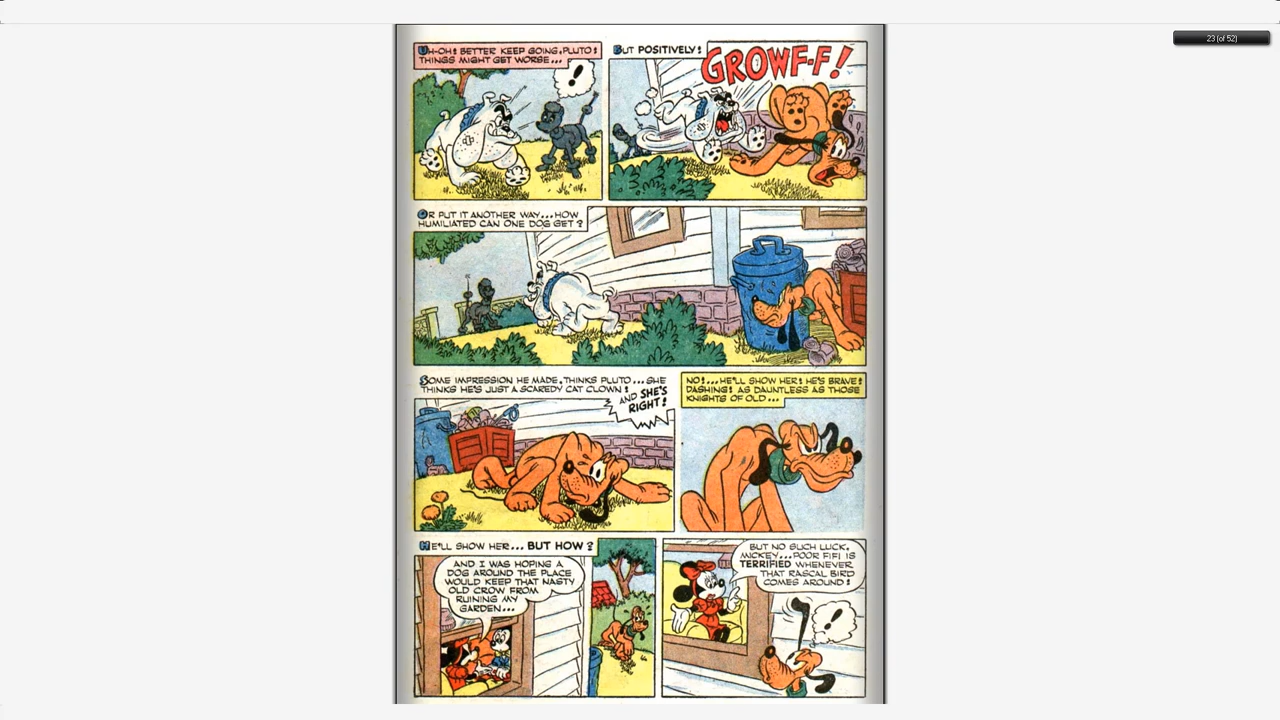 23 (of 52)
UH-OH! BETTER KEEP GOING, PLUTO!
THINGS MIGHT GET WORSE...
!
BUT POSITIVELY!
GROWF-F!
OR PUT IT ANOTHER WAY...HOW
HUMILIATED CAN ONE DOG GET?
SOME IMPRESSION HE MADE, THINKS PLUTO... SHE
THINKS HE'S JUST A SCAREDY CAT CLOWN!
AND SHE'S
RIGHT!
NO!...HE'LL SHOW HER! HE'S BRAVE!
DASHING! AS DAUNTLESS AS THOSE
KNIGHTS OF OLD...
HE'LL SHOW HER... BUT HOW?
AND I WAS HOPING A
DOG AROUND THE PLACE
WOULD KEEP THAT NASTY
OLD CROW FROM
RUINING MY
GARDEN...
BUT NO SUCH LUCK,
MICKEY...POOR FIFI IS
TERRIFIED WHENEVER
THAT RASCAL BIRD
COMES AROUND!
!